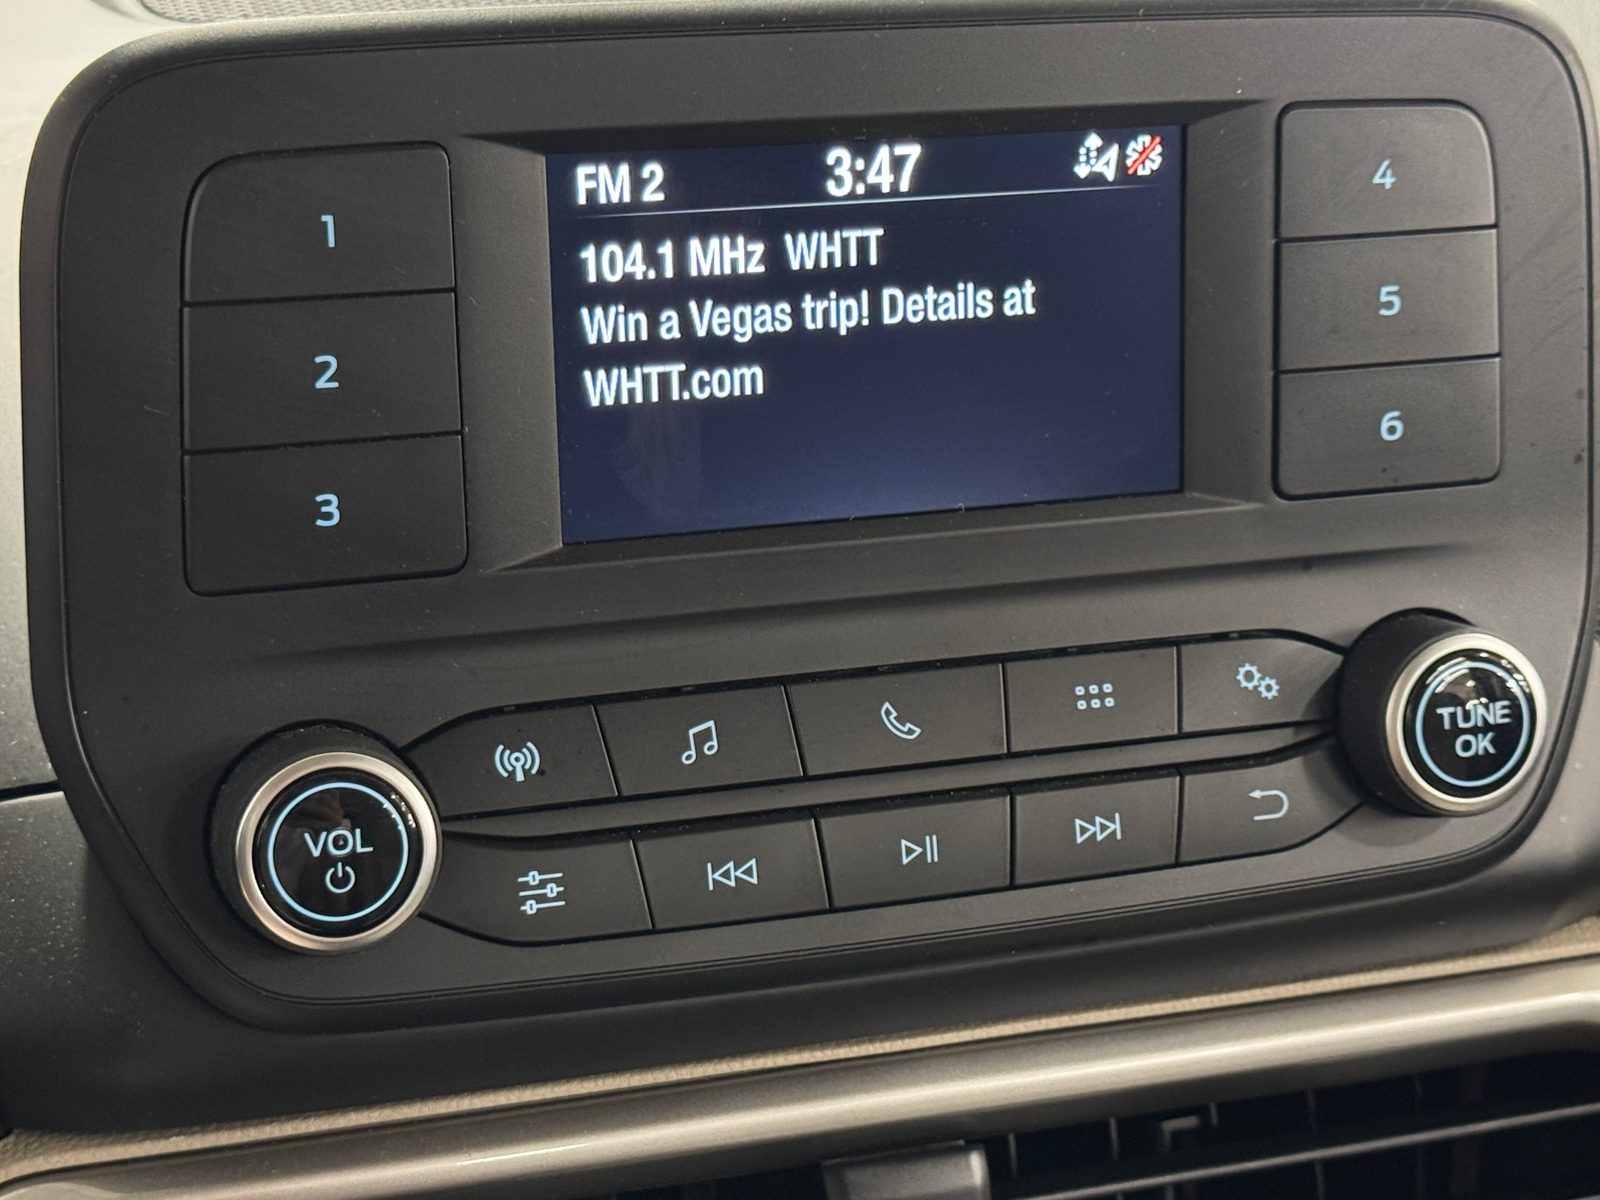 FM 2 3:47
104.1 MHz WHTT
Win a Vegas trip! Details at
WHTT.com
1
2
3
4
5
6
VOL
TUNE
OK